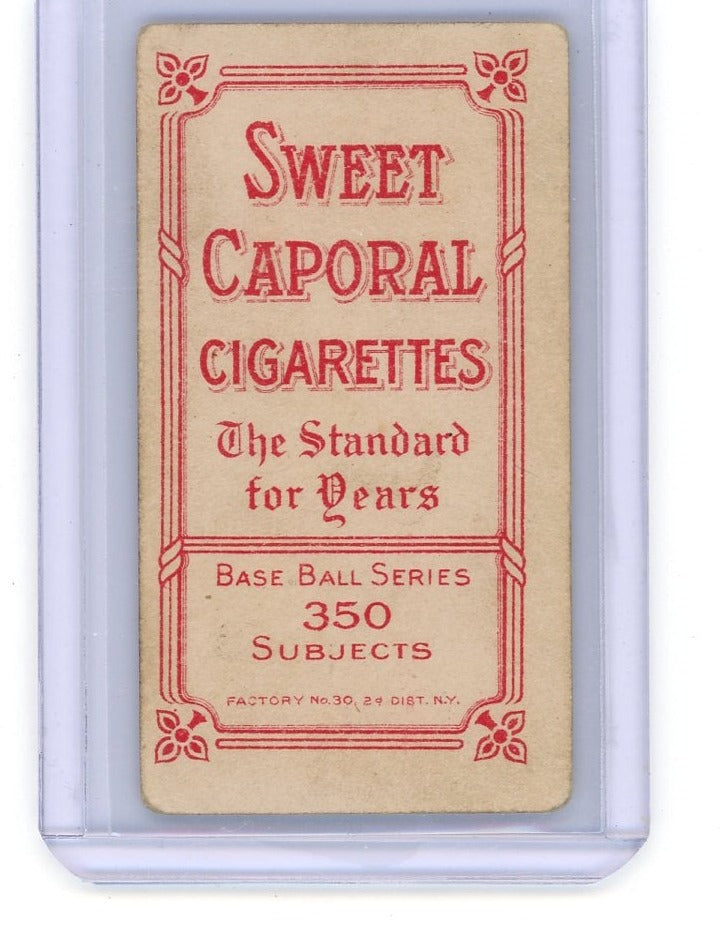 SWEET
CAPORAL
CIGARETTES
The Standard
for Years
BASE BALL SERIES
350
SUBJECTS
FACTORY No. 30, 2d DIST. N.Y.